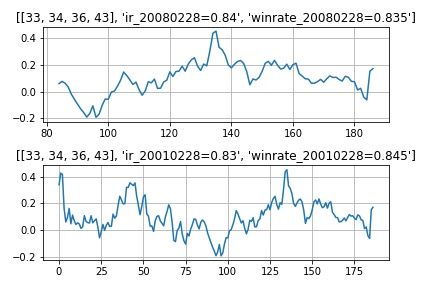 [[33, 34, 36, 43], 'ir_20080228=0.84', 'winrate_20080228=0.835']
0.4
0.2
0.0
−0.2
80 100 120 140 160 180
[[33, 34, 36, 43], 'ir_20010228=0.83', 'winrate_20010228=0.845']
0.4
0.2
0.0
−0.2
0 25 50 75 100 125 150 175